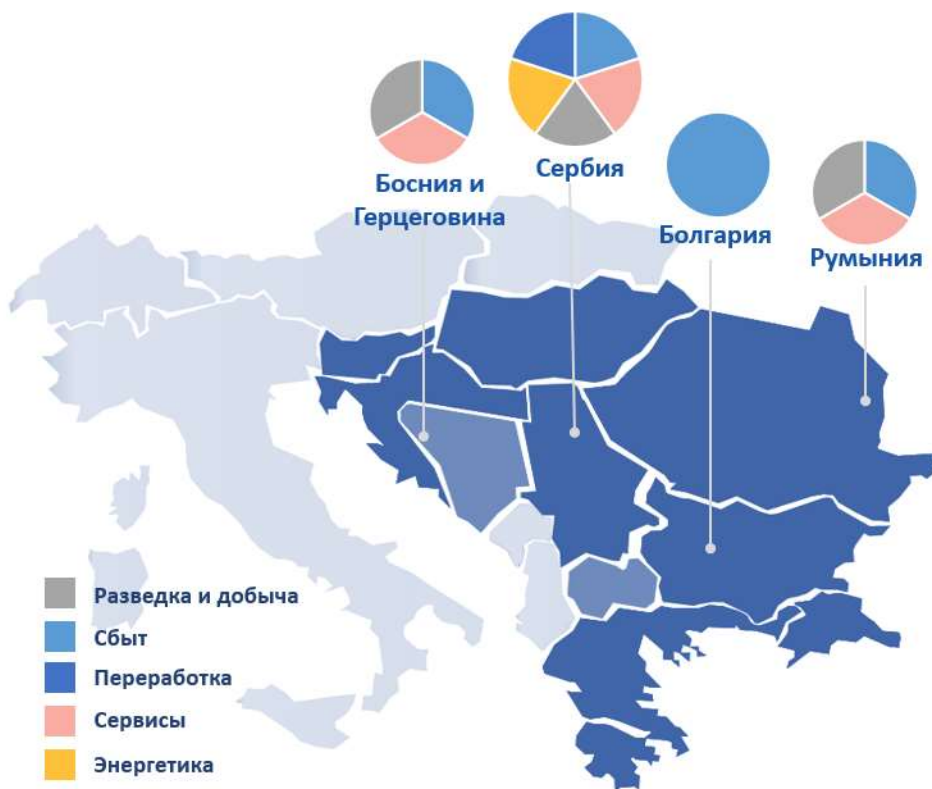 Босния и
Герцеговина
Сербия
Болгария
Румыния
Разведка и добыча
Сбыт
Переработка
Сервисы
Энергетика